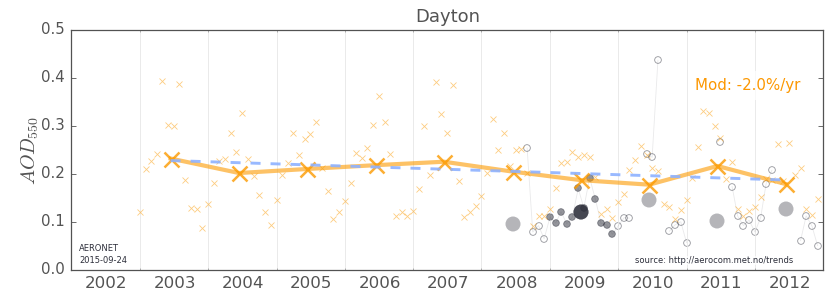 Dayton
0.5
0.4
0.3
0.2
0.1
0.0
AOD550
Mod: -2.0%/yr
AERONET
2015-09-24
source: http://aerocom.met.no/trends
2002 2003 2004 2005 2006 2007 2008 2009 2010 2011 2012